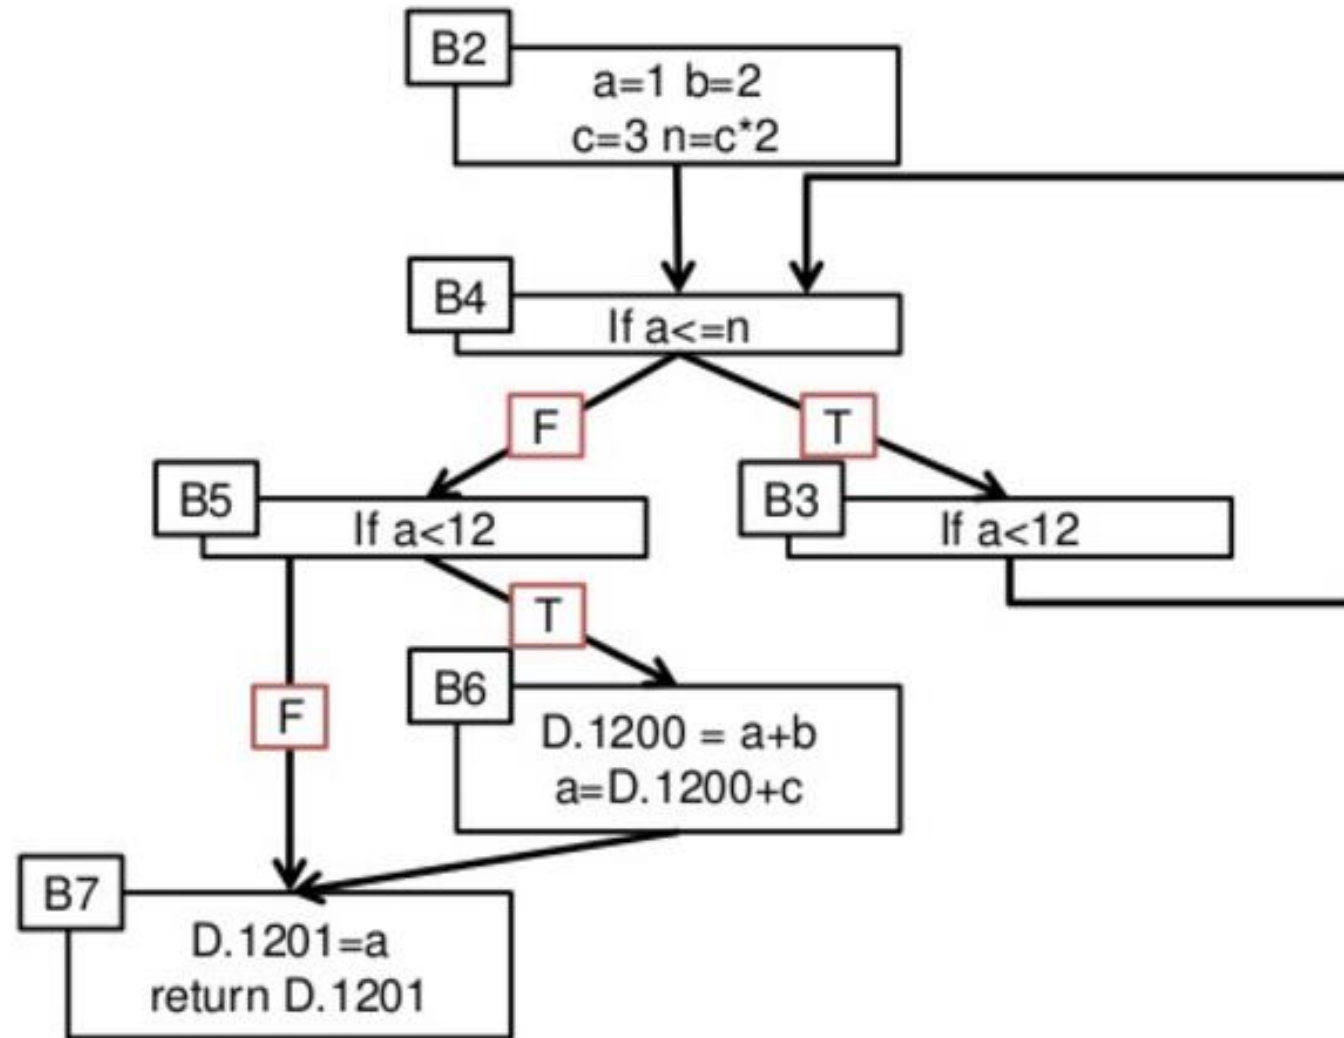 B2
a=1 b=2
c=3 n=c*2
B4
If a<=n
F
T
B5
If a<12
B3
If a<12
T
F
B6
D.1200 = a+b
a=D.1200+c
B7
D.1201=a
return D.1201